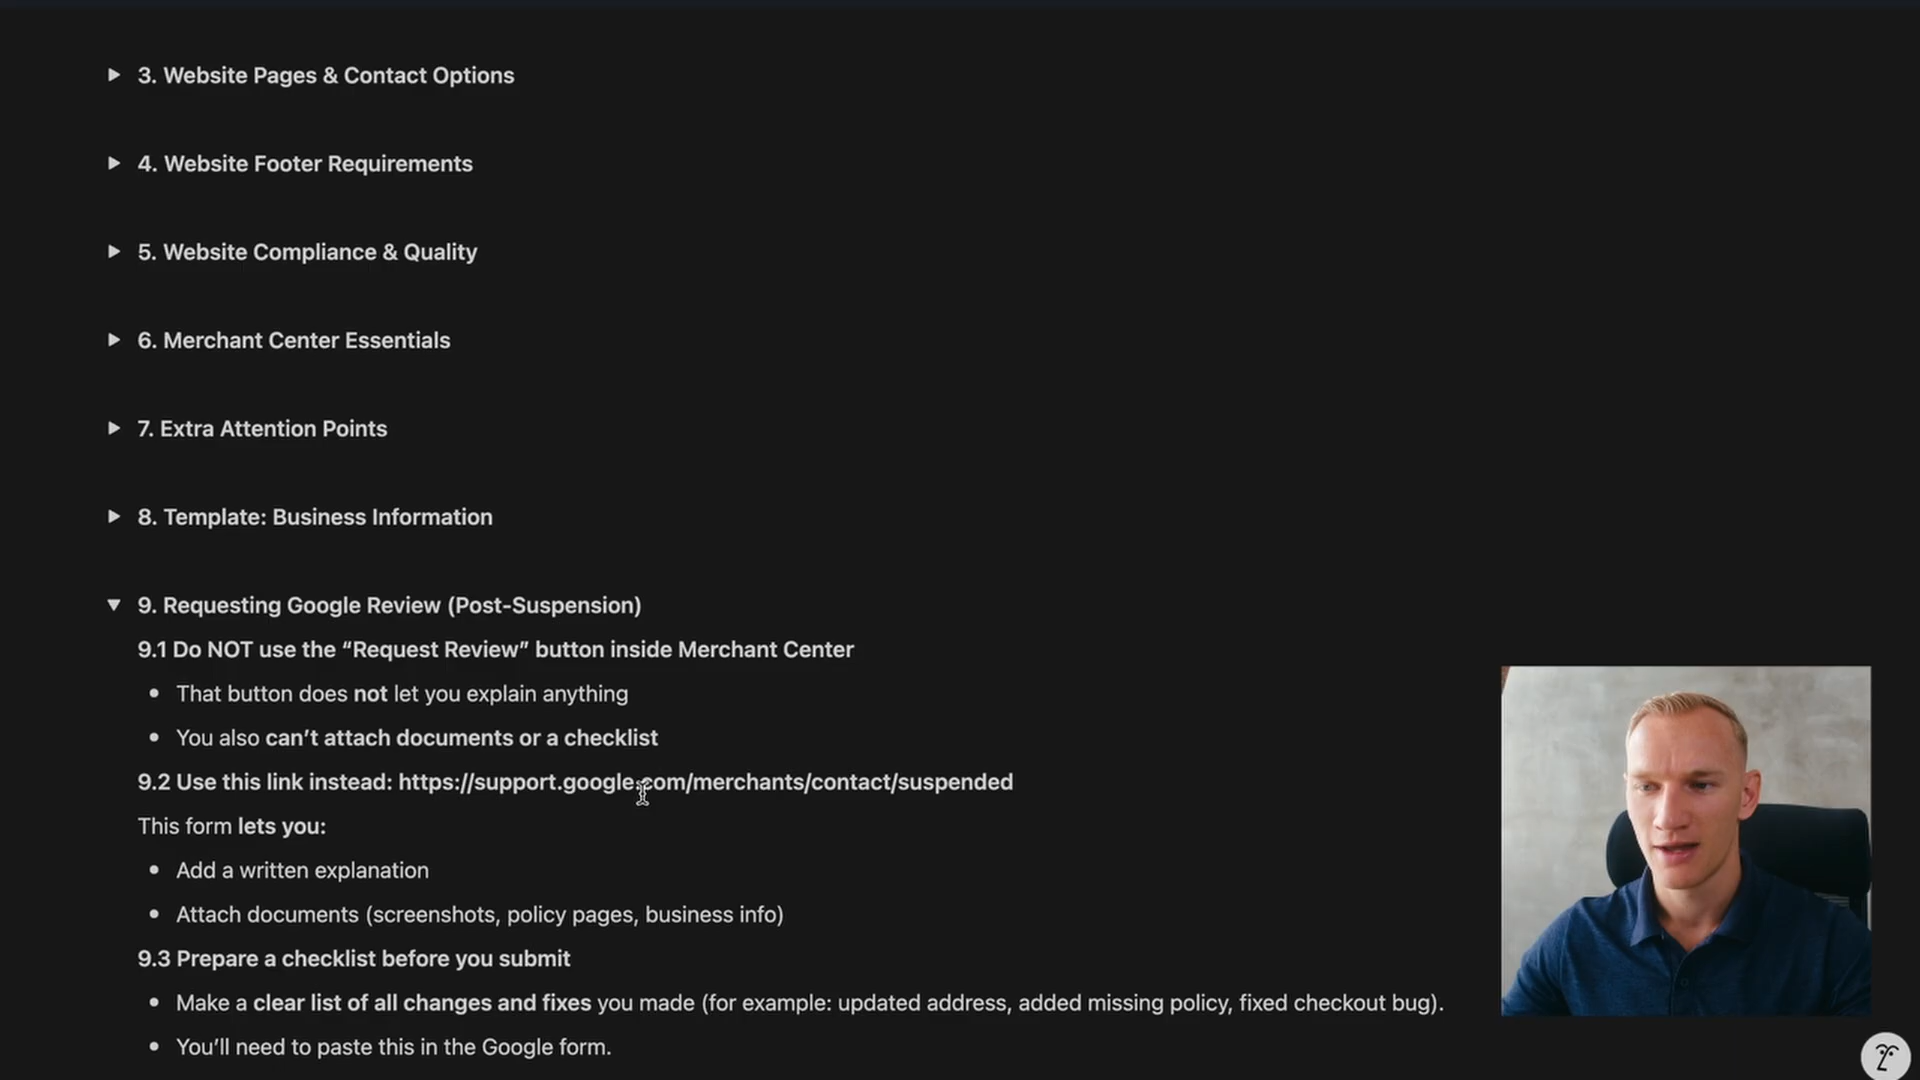 3. Website Pages & Contact Options
4. Website Footer Requirements
5. Website Compliance & Quality
6. Merchant Center Essentials
7. Extra Attention Points
8. Template: Business Information
9. Requesting Google Review (Post-Suspension)
9.1 Do NOT use the “Request Review” button inside Merchant Center
• That button does not let you explain anything
• You also can’t attach documents or a checklist
9.2 Use this link instead: https://support.google.com/merchants/contact/suspended
This form lets you:
• Add a written explanation
• Attach documents (screenshots, policy pages, business info)
9.3 Prepare a checklist before you submit
• Make a clear list of all changes and fixes you made (for example: updated address, added missing policy, fixed checkout bug).
• You’ll need to paste this in the Google form.